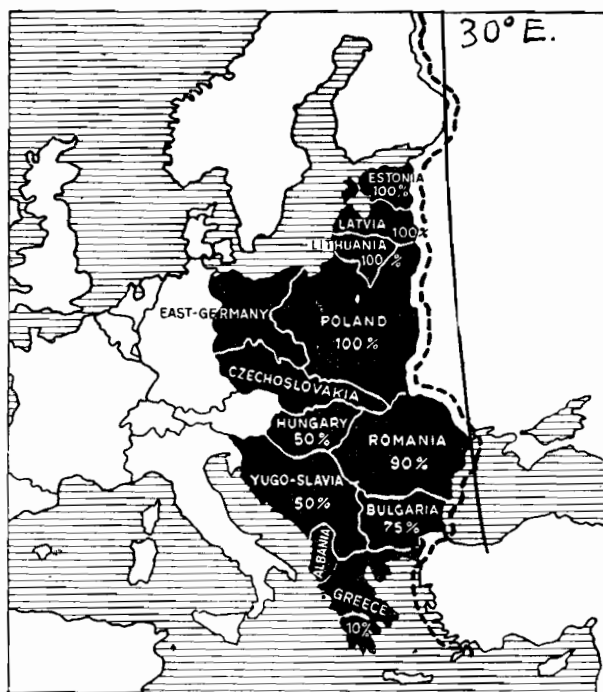 30° E.
ESTONIA
100%
LATVIA 100%
LITHUANIA
100%
EAST-GERMANY
POLAND
100%
CZECHOSLOVAKIA
HUNGARY
50%
ROMANIA
90%
YUGO-SLAVIA
50%
BULGARIA
75%
ALBANIA
GREECE
10%